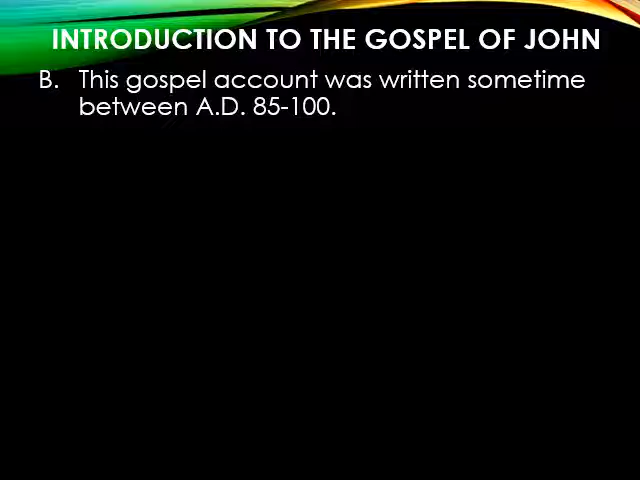 INTRODUCTION TO THE GOSPEL OF JOHN
B. This gospel account was written sometime
between A.D. 85-100.